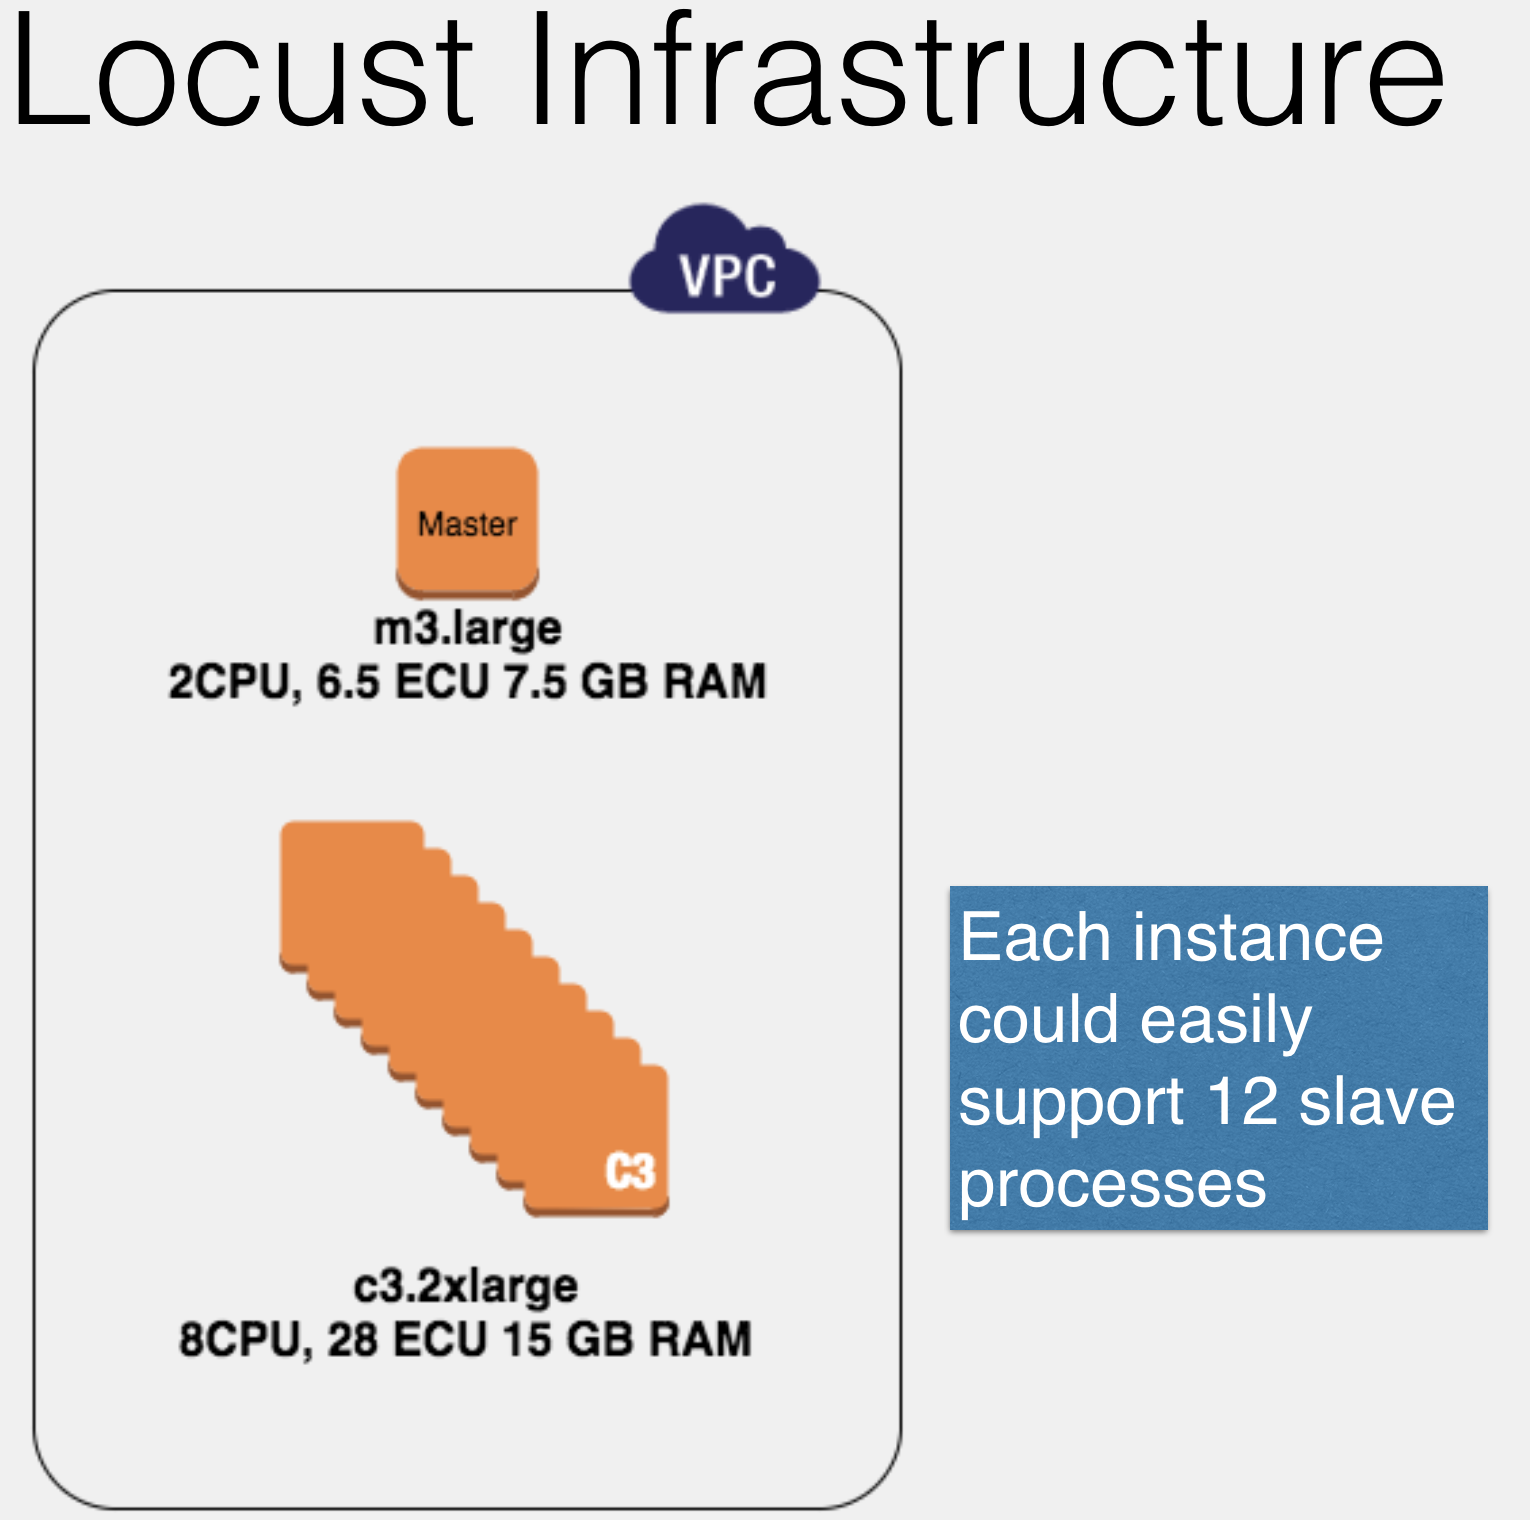 Locust Infrastructure
VPC
Master
m3.large
2CPU, 6.5 ECU 7.5 GB RAM
C3
c3.2xlarge
8CPU, 28 ECU 15 GB RAM
Each instance
could easily
support 12 slave
processes